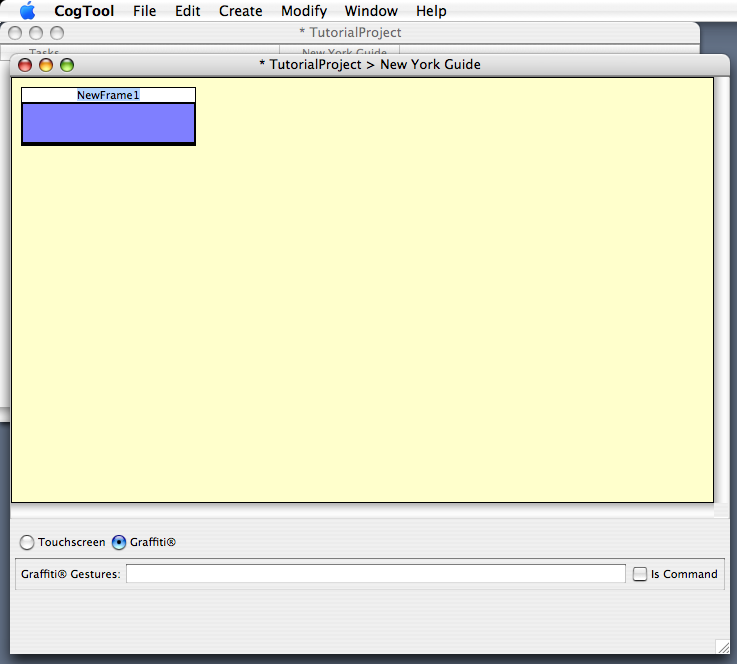 CogTool File Edit Create Modify Window Help
* TutorialProject
Tasks New York Guide
* TutorialProject > New York Guide
NewFrame1
Touchscreen Graffiti®
Graffiti® Gestures: Is Command